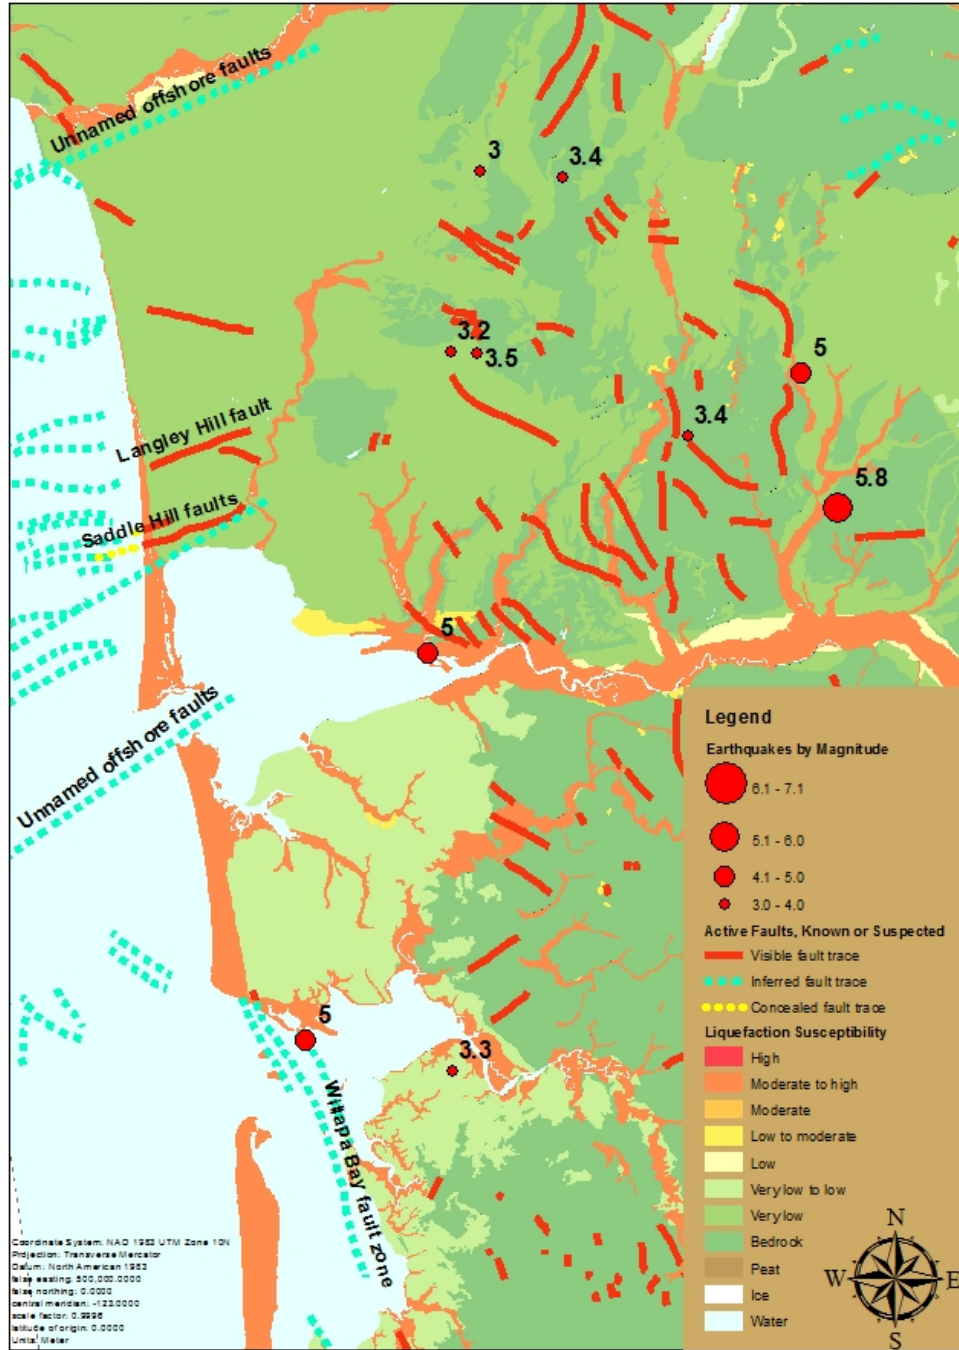 Unnamed offshore faults
3
3.4
3.2
3.5
5
Langley Hill fault
3.4
5.8
Saddle Hill faults
5
Unnamed offshore faults
5
3.3
Willapa Bay fault zone
Legend
Earthquakes by Magnitude
6.1 - 7.1
5.1 - 6.0
4.1 - 5.0
3.0 - 4.0
Active Faults, Known or Suspected
Visible fault trace
Inferred fault trace
Concealed fault trace
Liquefaction Susceptibility
High
Moderate to high
Moderate
Low to moderate
Low
Very low to low
Very low
Bedrock
Peat
Ice
Water
N
W
E
S
Coordinate System: NAD 1983 UTM Zone 10N
Projection: Transverse Mercator
Datum: North American 1983
false easting: 500,000.0000
false northing: 0.0000
central meridian: -123.0000
scale factor: 0.9996
latitude of origin: 0.0000
Units: Meter